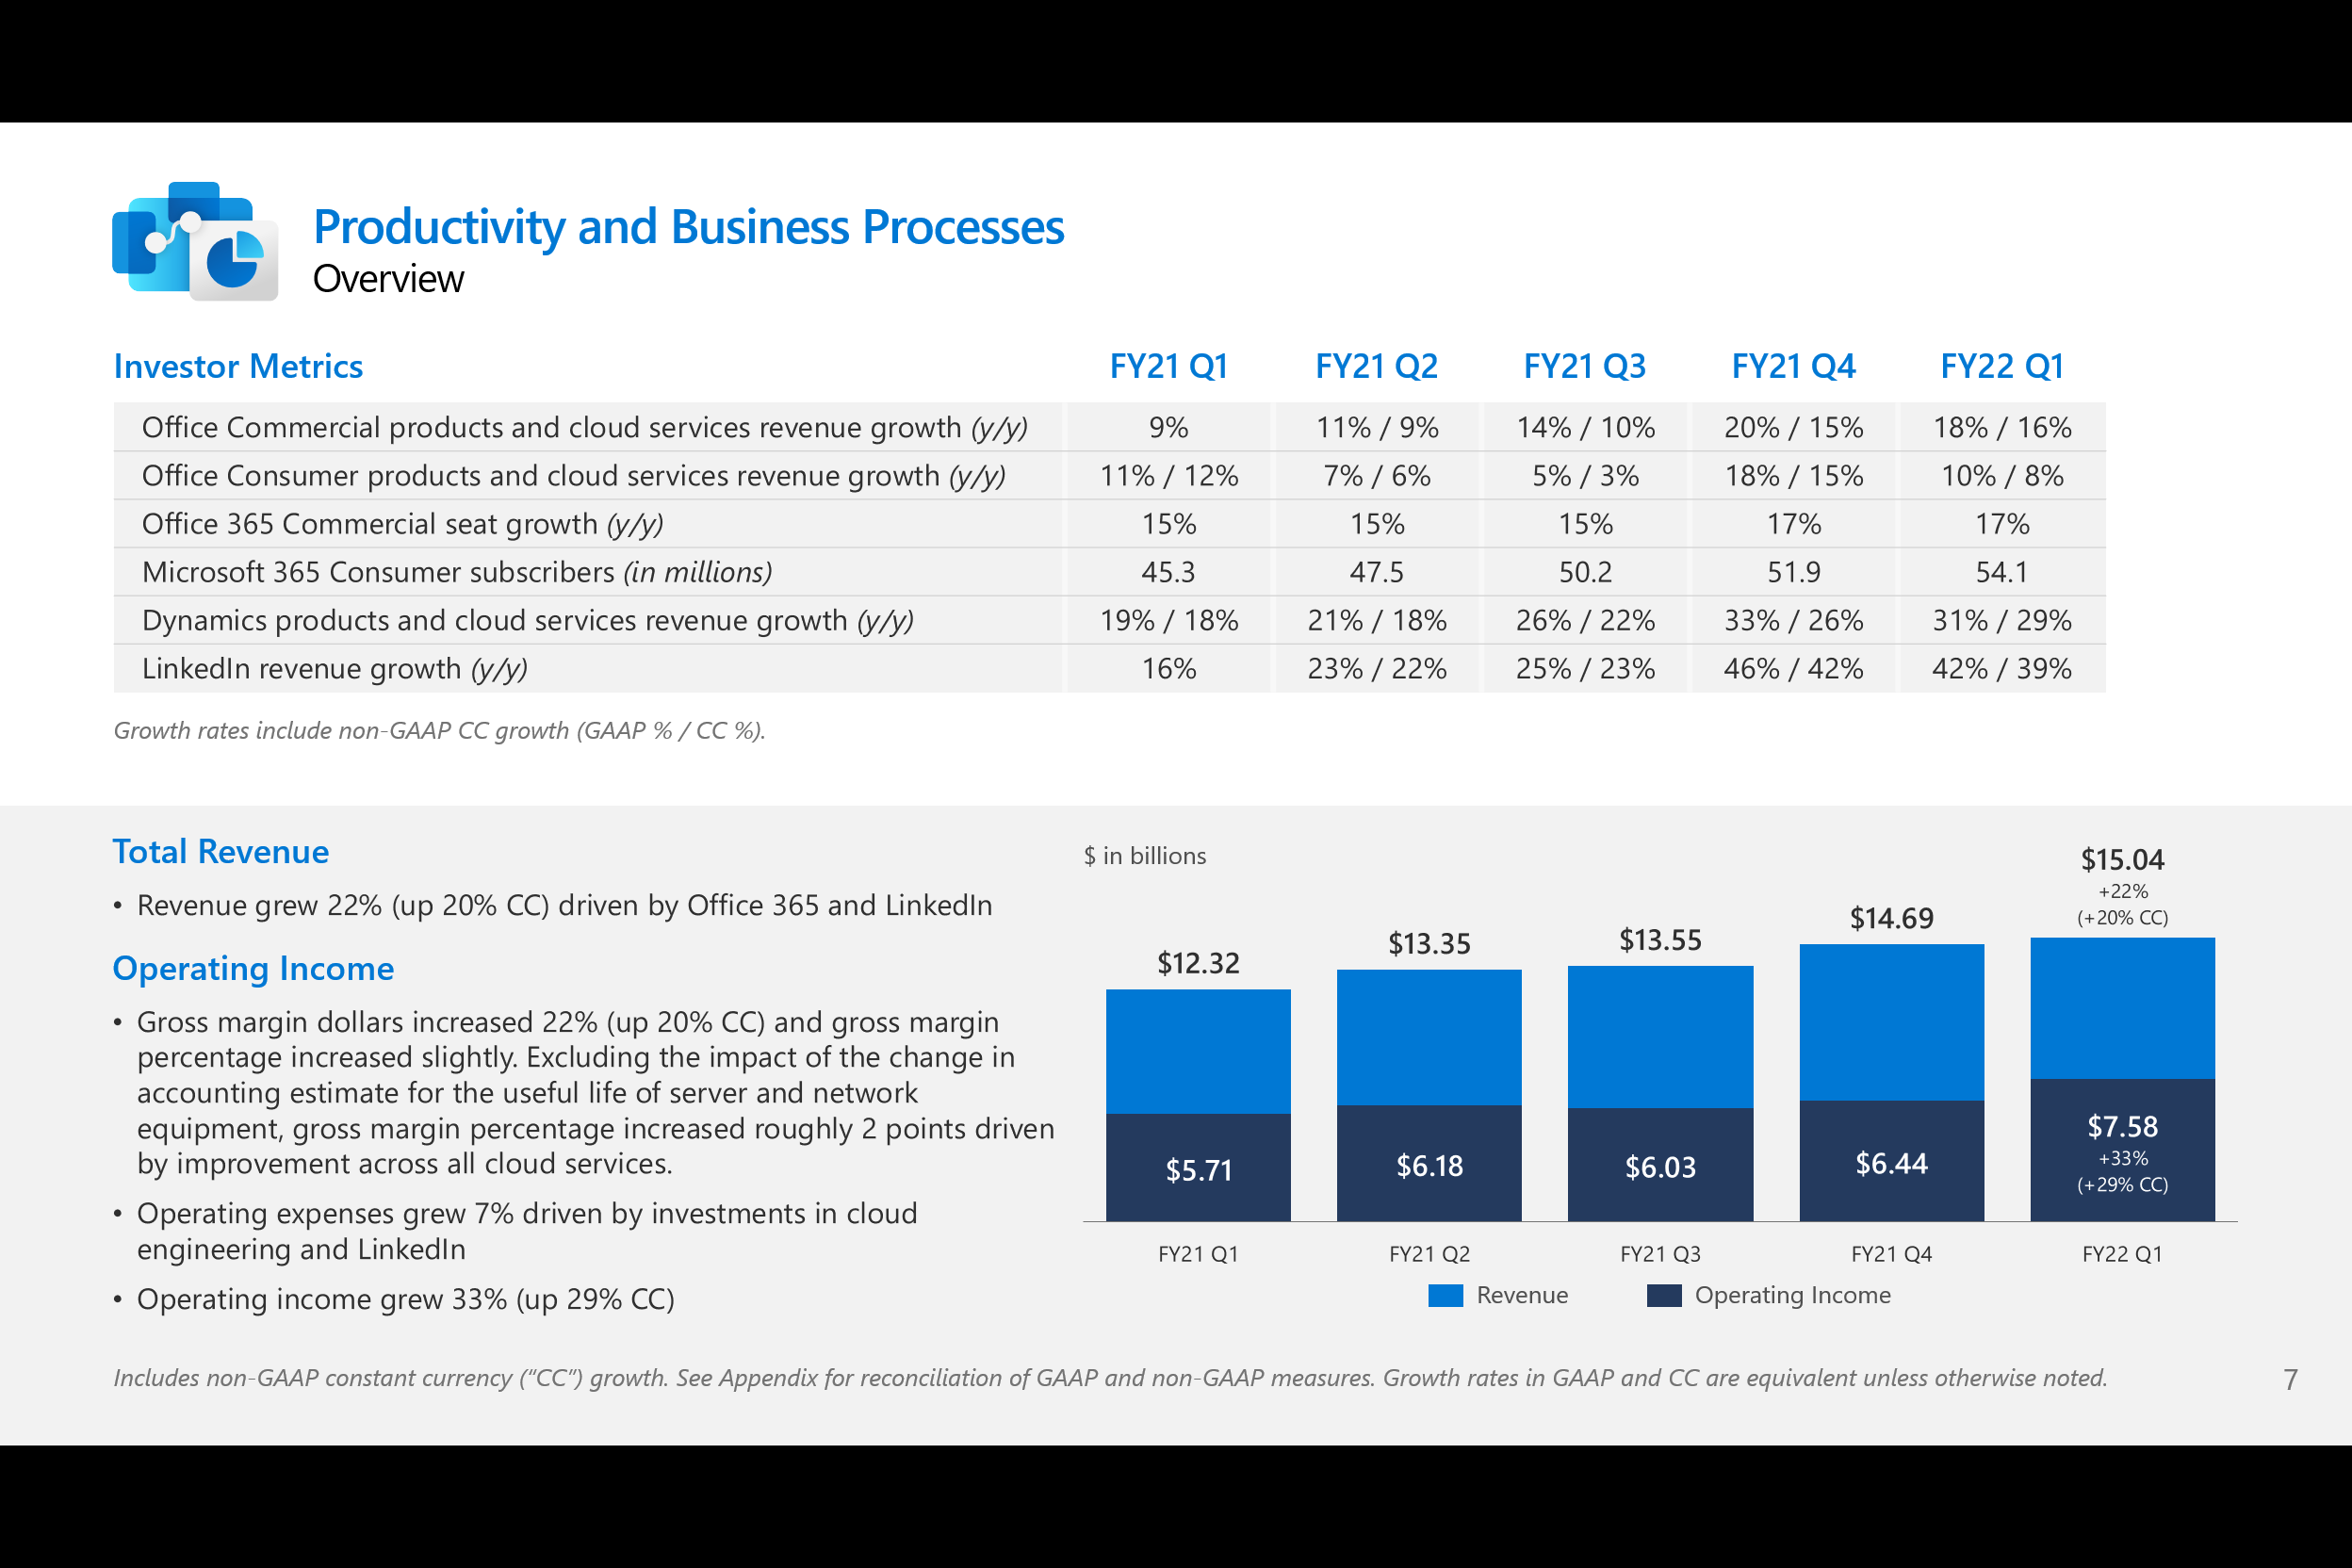 Productivity and Business Processes
Overview
Investor Metrics FY21 Q1 FY21 Q2 FY21 Q3 FY21 Q4 FY22 Q1
Office Commercial products and cloud services revenue growth (y/y) 9% 11% / 9% 14% / 10% 20% / 15% 18% / 16%
Office Consumer products and cloud services revenue growth (y/y) 11% / 12% 7% / 6% 5% / 3% 18% / 15% 10% / 8%
Office 365 Commercial seat growth (y/y) 15% 15% 15% 17% 17%
Microsoft 365 Consumer subscribers (in millions) 45.3 47.5 50.2 51.9 54.1
Dynamics products and cloud services revenue growth (y/y) 19% / 18% 21% / 18% 26% / 22% 33% / 26% 31% / 29%
LinkedIn revenue growth (y/y) 16% 23% / 22% 25% / 23% 46% / 42% 42% / 39%
Growth rates include non-GAAP CC growth (GAAP % / CC %).
Total Revenue
• Revenue grew 22% (up 20% CC) driven by Office 365 and LinkedIn
Operating Income
• Gross margin dollars increased 22% (up 20% CC) and gross margin
percentage increased slightly. Excluding the impact of the change in
accounting estimate for the useful life of server and network
equipment, gross margin percentage increased roughly 2 points driven
by improvement across all cloud services.
• Operating expenses grew 7% driven by investments in cloud
engineering and LinkedIn
• Operating income grew 33% (up 29% CC)
$ in billions
$12.32 $13.35 $13.55 $14.69 $15.04
+22%
(+20% CC)
$5.71 $6.18 $6.03 $6.44 $7.58
+33%
(+29% CC)
FY21 Q1 FY21 Q2 FY21 Q3 FY21 Q4 FY22 Q1
Revenue Operating Income
Includes non-GAAP constant currency (“CC”) growth. See Appendix for reconciliation of GAAP and non-GAAP measures. Growth rates in GAAP and CC are equivalent unless otherwise noted.
7